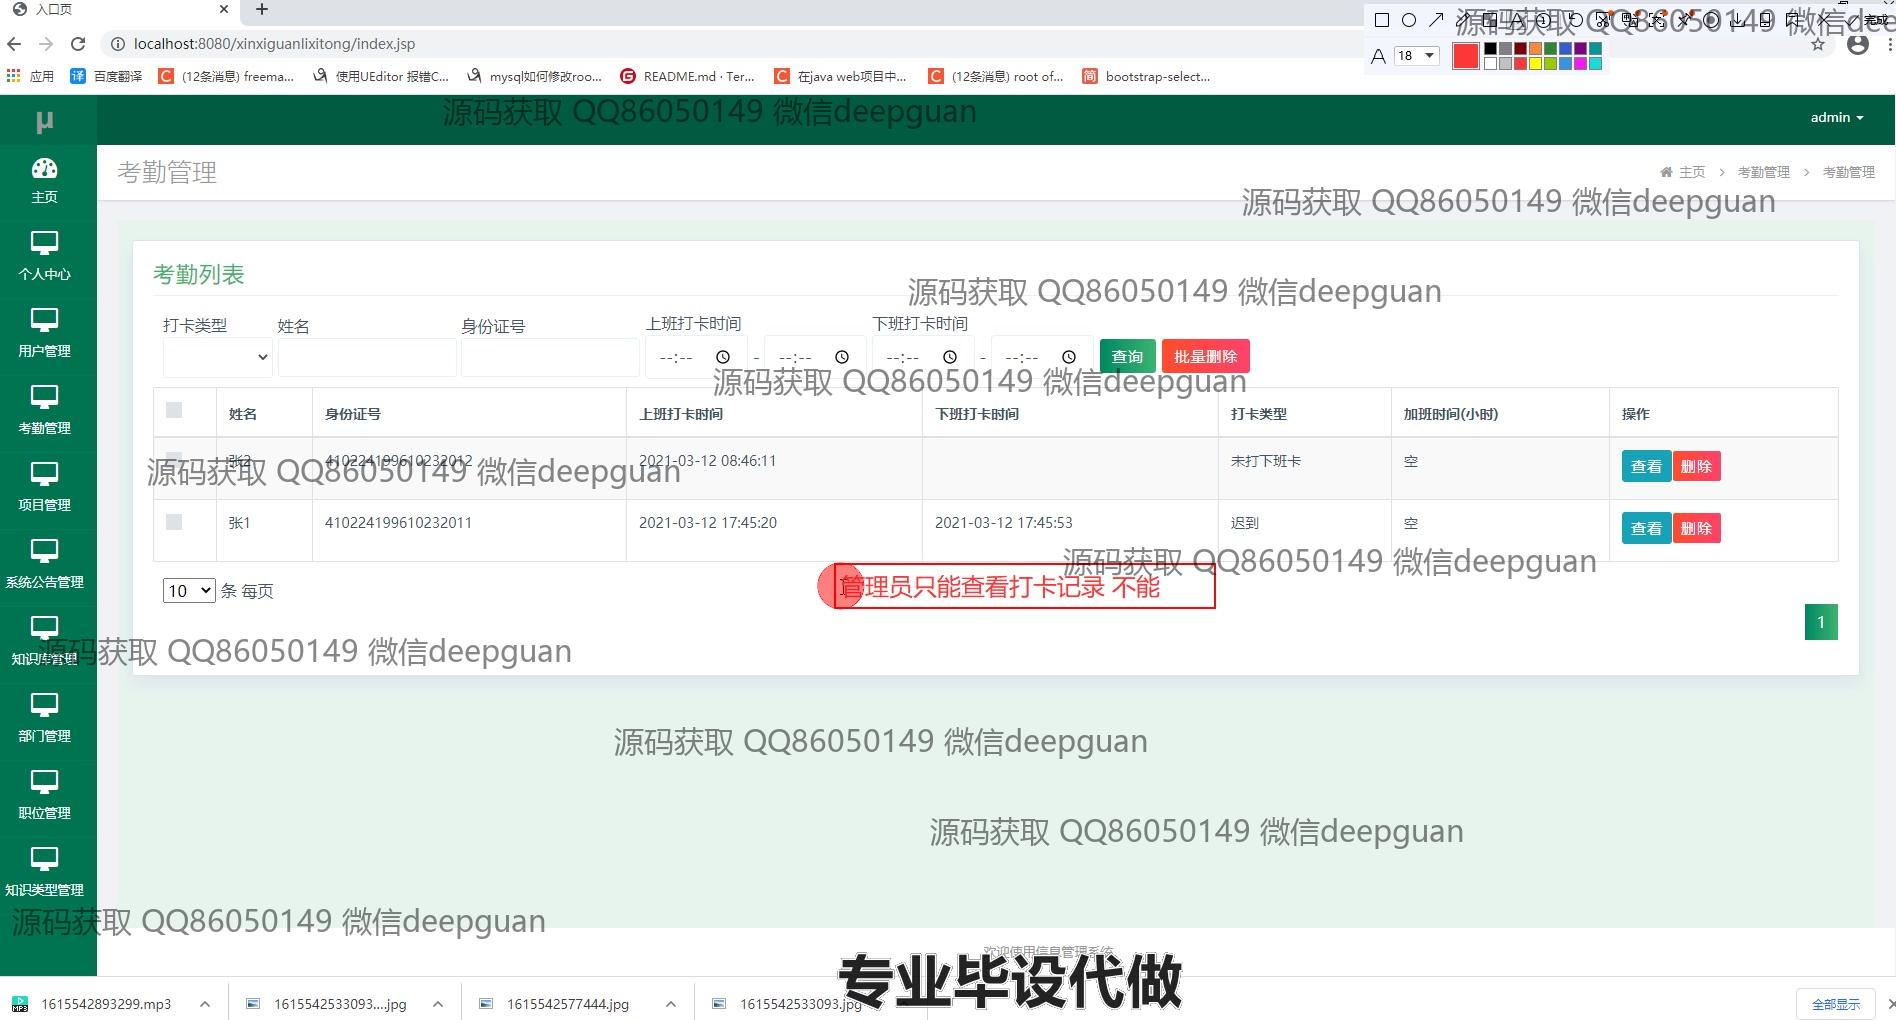 入口页
localhost:8080/xinxiguanlixitong/index.jsp
完成
源码获取 QQ86050149 微信dee
A 18
应用 百度翻译 (12条消息) freema... 使用UEditor 报错C... mysql如何修改roo... README.md · Ter... 在java web项目中... (12条消息) root of... bootstrap-select...
源码获取 QQ86050149 微信deepguan
μ
admin
主页
考勤管理
主页 > 考勤管理 > 考勤管理
源码获取 QQ86050149 微信deepguan
个人中心
考勤列表
源码获取 QQ86050149 微信deepguan
打卡类型 姓名 身份证号 上班打卡时间 下班打卡时间
--:-- - --:-- --:-- - --:-- 查询 批量删除
用户管理
源码获取 QQ86050149 微信deepguan
姓名 身份证号 上班打卡时间 下班打卡时间 打卡类型 加班时间(小时) 操作
考勤管理
张2 410224199610232012 2021-03-12 08:46:11 未打下班卡 空 查看 删除
源码获取 QQ86050149 微信deepguan
项目管理
张1 410224199610232011 2021-03-12 17:45:20 2021-03-12 17:45:53 迟到 空 查看 删除
源码获取 QQ86050149 微信deepguan
系统公告管理
管理员只能查看打卡记录 不能
10 条 每页
1
知识库管理
源码获取 QQ86050149 微信deepguan
部门管理
源码获取 QQ86050149 微信deepguan
职位管理
源码获取 QQ86050149 微信deepguan
知识类型管理
源码获取 QQ86050149 微信deepguan
欢迎使用信息管理系统
专业毕设代做
1615542893299.mp3 1615542533093....jpg 1615542577444.jpg 1615542533093.jpg
全部显示